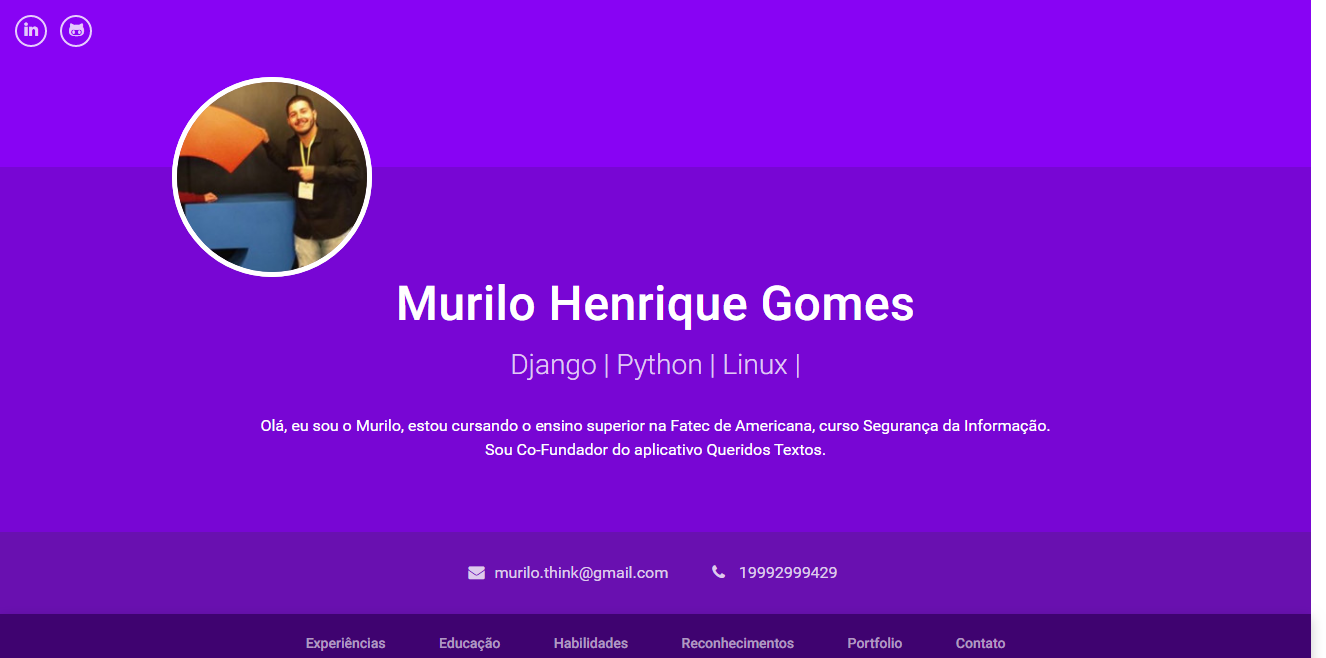 in
Murilo Henrique Gomes
Django | Python | Linux |
Olá, eu sou o Murilo, estou cursando o ensino superior na Fatec de Americana, curso Segurança da Informação.
Sou Co-Fundador do aplicativo Queridos Textos.
murilo.think@gmail.com 19992999429
Experiências Educação Habilidades Reconhecimentos Portfolio Contato